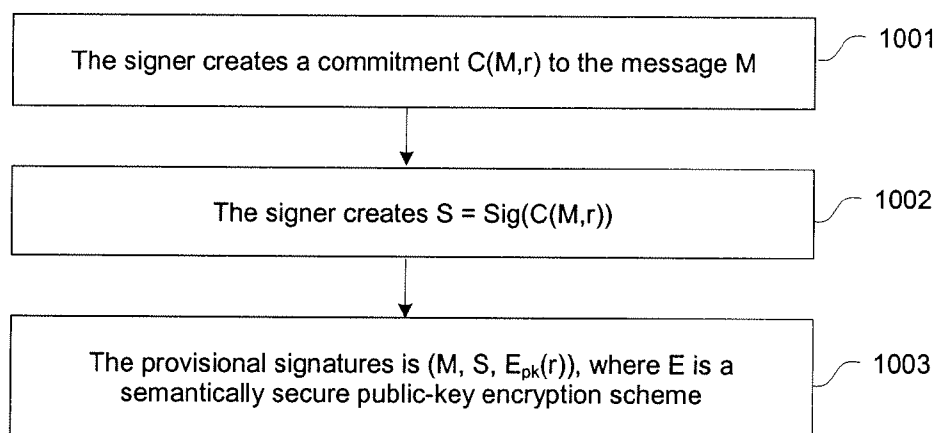 The signer creates a commitment C(M,r) to the message M
1001
The signer creates S = Sig(C(M,r))
1002
The provisional signatures is (M, S, Epk(r)), where E is a
semantically secure public-key encryption scheme
1003